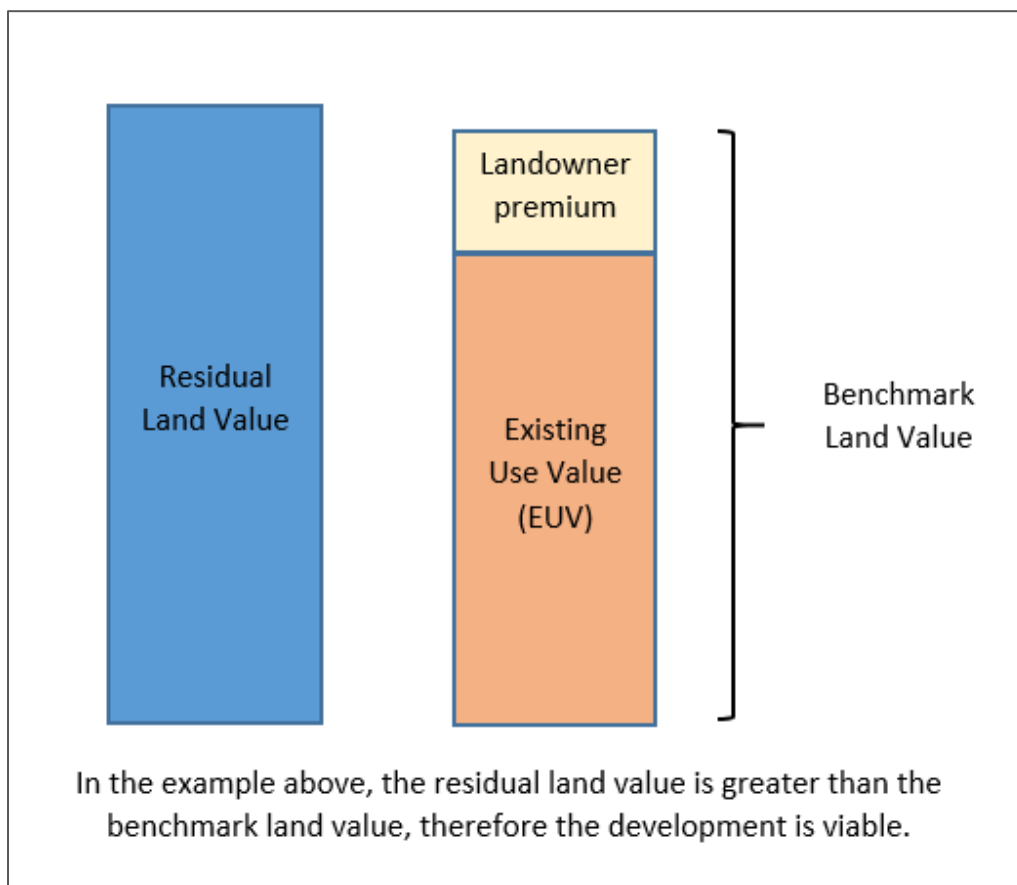 Residual
Land Value
Landowner
premium
Existing
Use Value
(EUV)
Benchmark
Land Value
In the example above, the residual land value is greater than the
benchmark land value, therefore the development is viable.